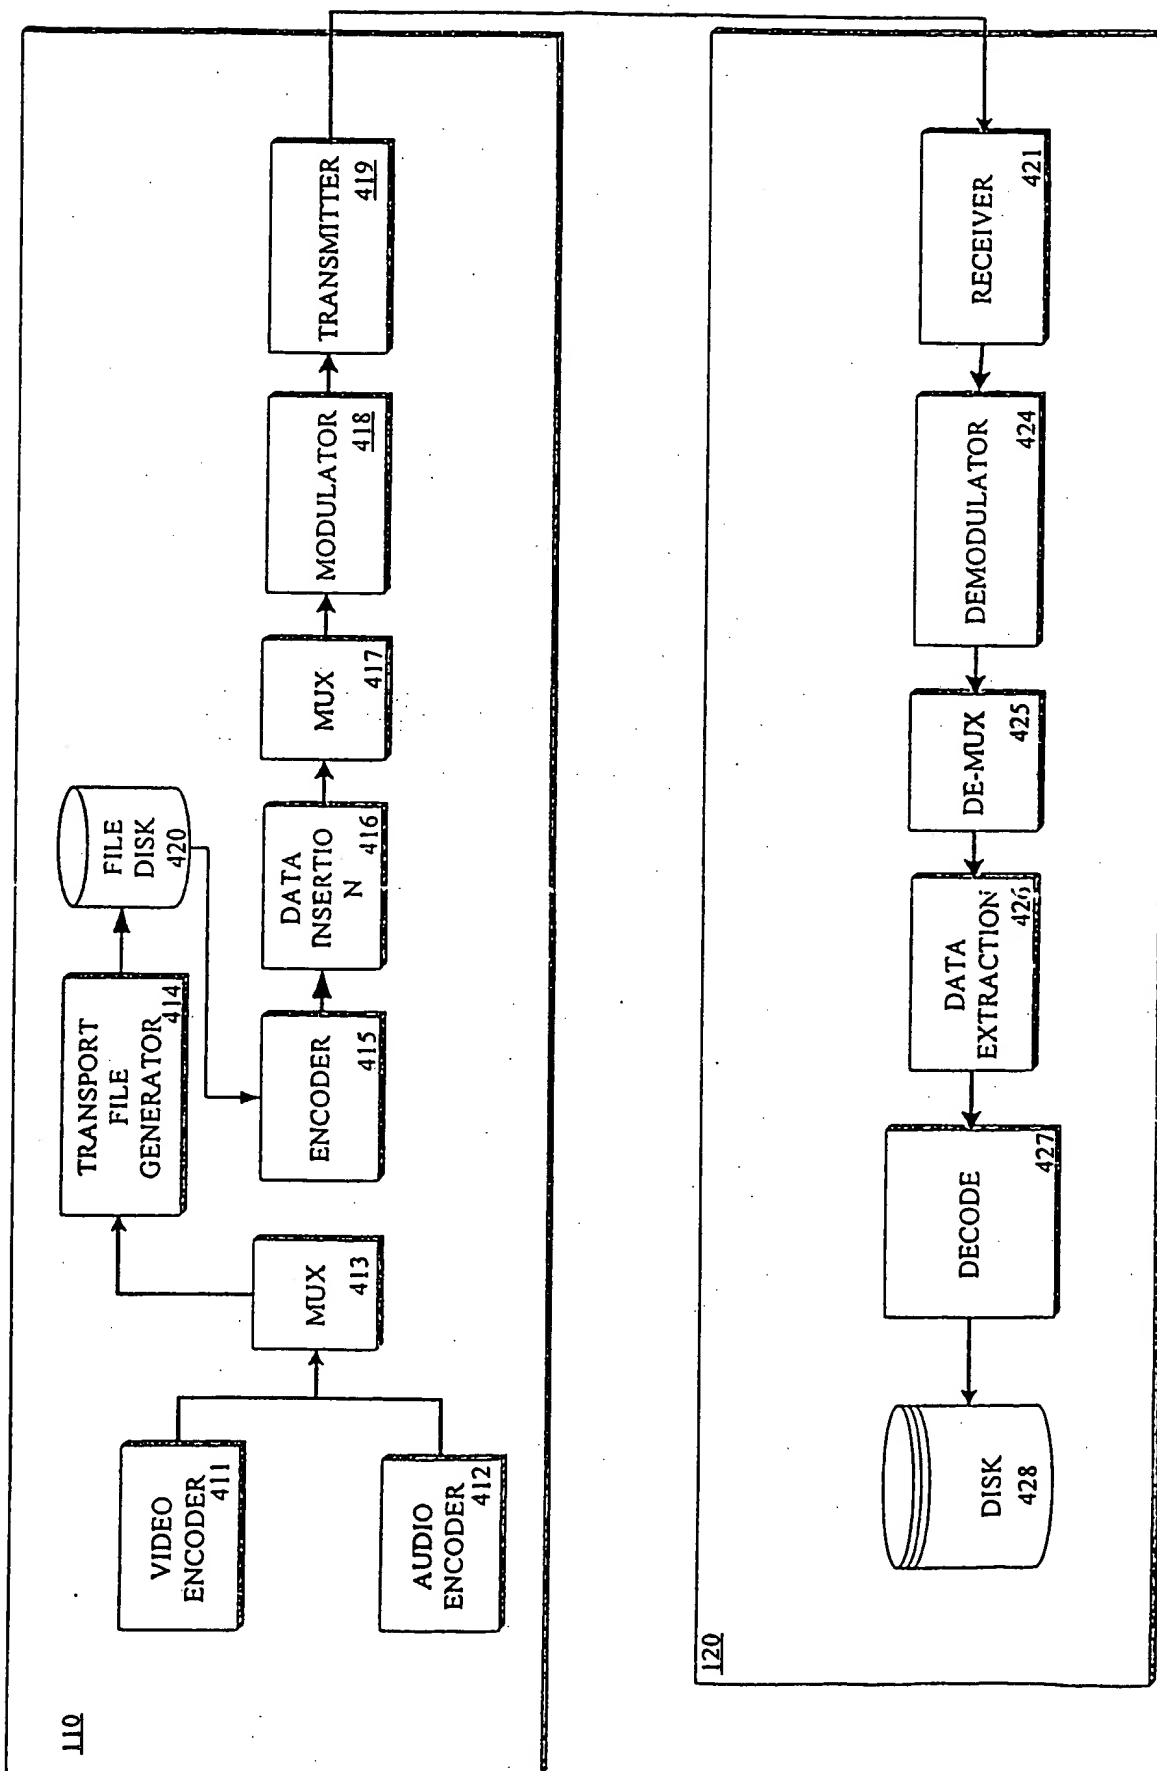 110
VIDEO
ENCODER
411
AUDIO
ENCODER
412
MUX
413
TRANSPORT
FILE
GENERATOR
414
FILE
DISK
420
ENCODER
415
DATA
INSERTIO
N
416
MUX
417
MODULATOR
418
TRANSMITTER
419
120
RECEIVER
421
DEMODULATOR
424
DE-MUX
425
DATA
EXTRACTION
426
DECODE
427
DISK
428